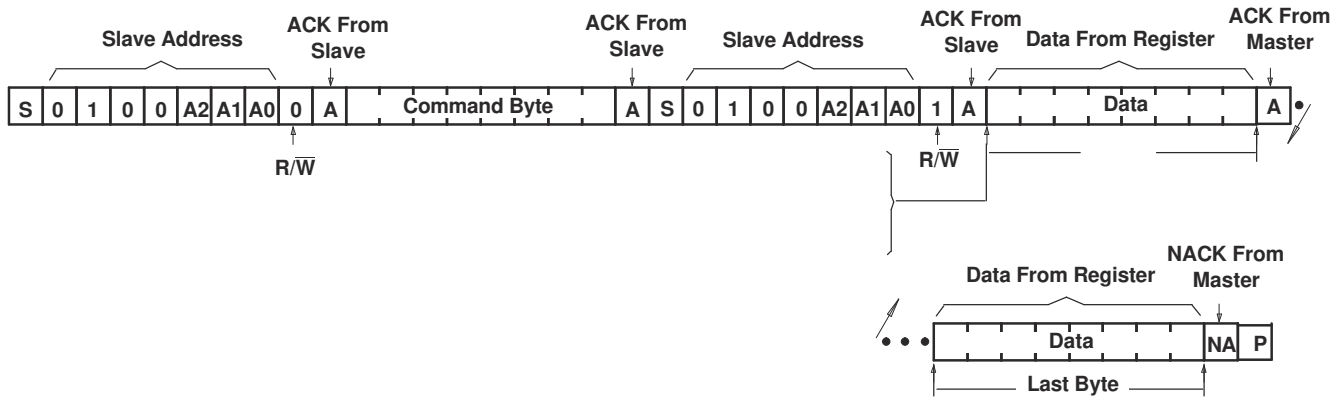 Slave Address
ACK From
Slave
ACK From
Slave
Slave Address
ACK From
Slave
Data From Register
ACK From
Master
S 0 1 0 0 A2 A1 A0 0 A Command Byte A S 0 1 0 0 A2 A1 A0 1 A Data A
R/W̅
R/W̅
Data From Register
NACK From
Master
Data NA P
Last Byte